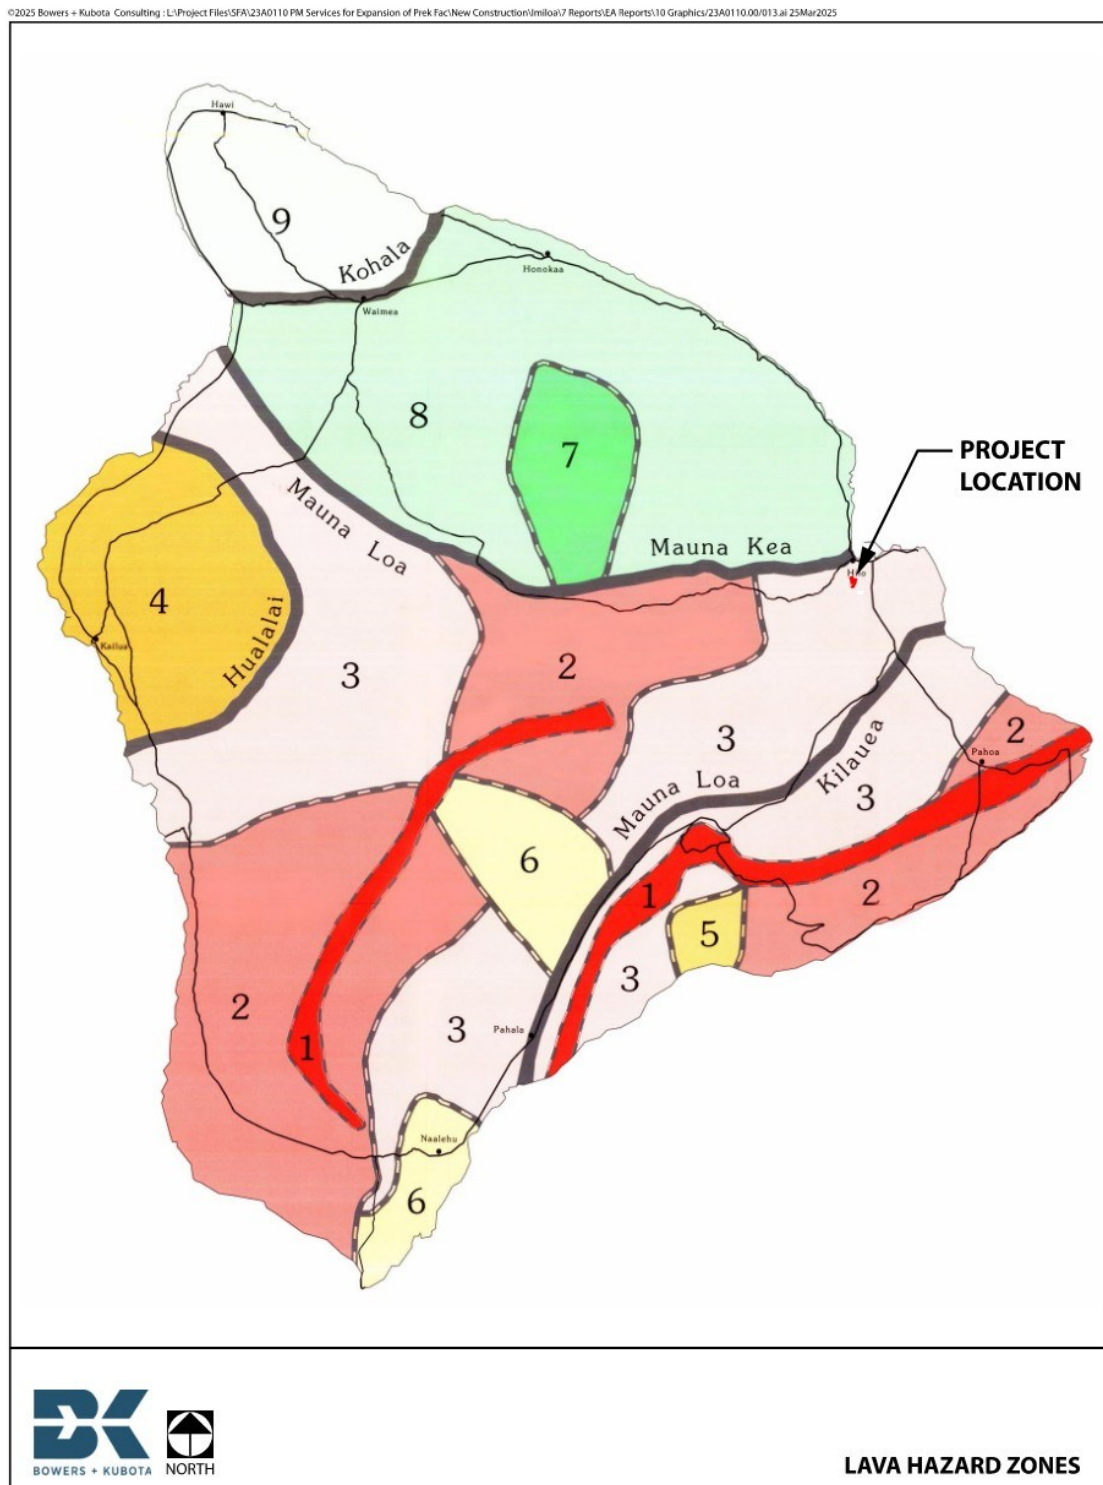 ©2025 Bowers + Kubota Consulting : L:\Project Files\SFA\23A0110 PM Services for Expansion of Prek Fac\New Construction\Imiloa\7 Reports\EA Reports\10 Graphics/23A0110.00/013.ai 25Mar2025
Hawi
9
Kohala
Honokaa
Waimea
8
7
PROJECT
LOCATION
Mauna Loa
Mauna Kea
Hilo
4
Kailua
Hualalai
3
2
3
2
Pahoa
Mauna Loa
Kilauea
3
6
1
2
5
3
2
3
Pahala
1
Naalehu
6
BK
BOWERS + KUBOTA
NORTH
LAVA HAZARD ZONES